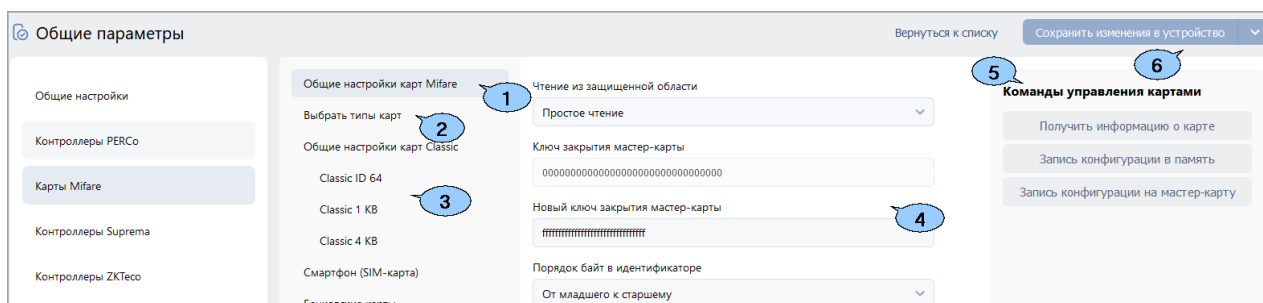 Общие параметры
Вернуться к списку
Сохранить изменения в устройство
6
Общие настройки
Контроллеры PERCo
Карты Mifare
Контроллеры Suprema
Контроллеры ZKTeco
Общие настройки карт Mifare
1
Выбрать типы карт
2
Общие настройки карт Classic
Classic ID 64
3
Classic 1 KB
Classic 4 KB
Смартфон (SIM-карта)
Чтение из защищенной области
Простое чтение
Ключ закрытия мастер-карты
00000000000000000000000000000000
Новый ключ закрытия мастер-карты
4
ffffffffffffffffffffffffffffffff
Порядок байт в идентификаторе
От младшего к старшему
5
Команды управления картами
Получить информацию о карте
Запись конфигурации в память
Запись конфигурации на мастер-карту